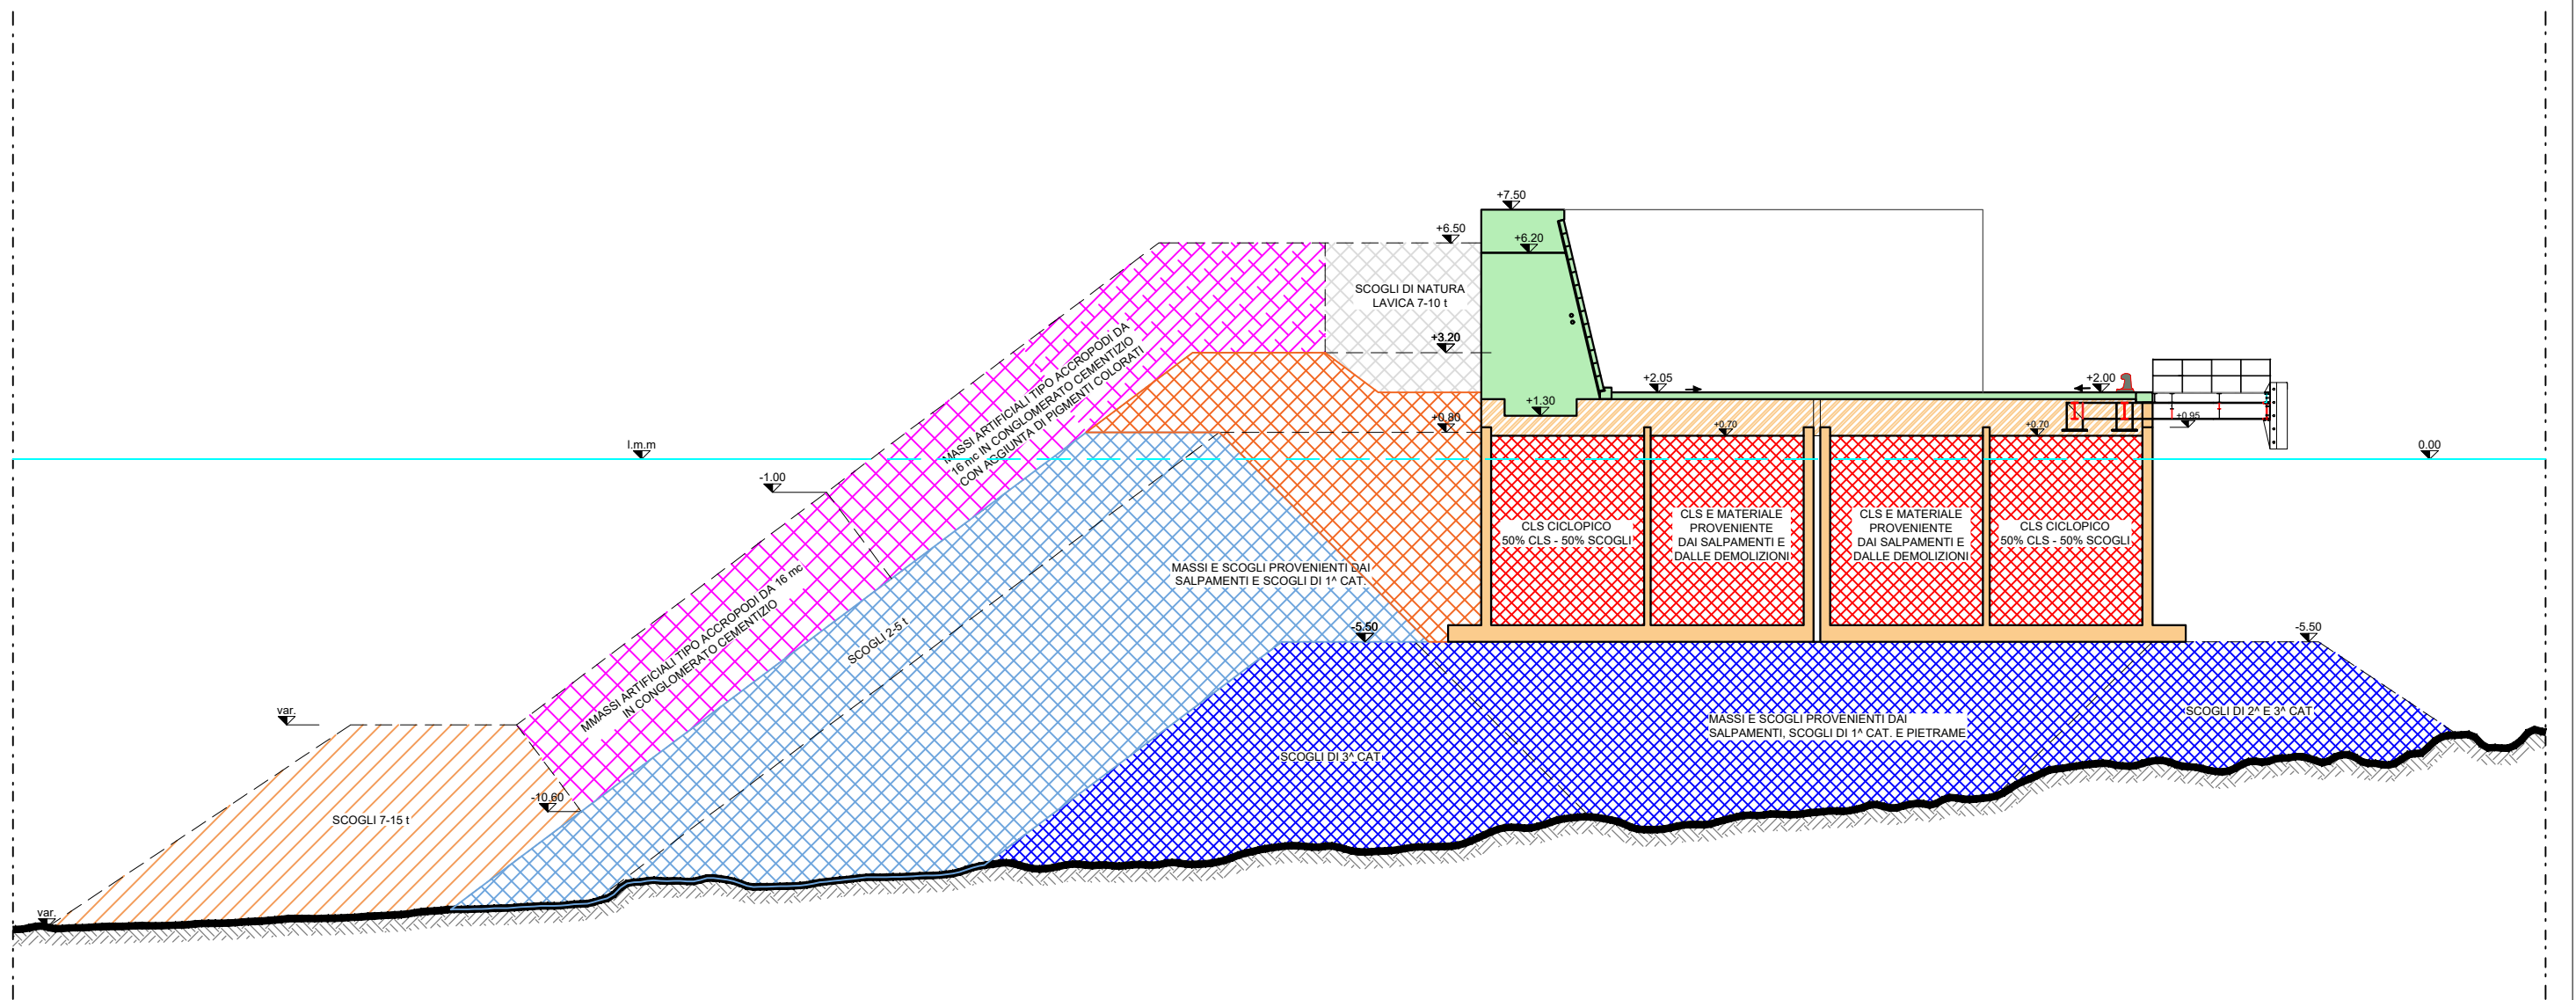 +7.50
+6.50
+6.20
SCOGLI DI NATURA
LAVICA 7-10 t
+3.20
MASSI ARTIFICIALI TIPO ACCROPODI DA
16 mc IN CONGLOMERATO CEMENTIZIO
CON AGGIUNTA DI PIGMENTI COLORATI
+2.05
+2.00
+1.30
+0.80
+0.95
+0.70
+0.70
l.m.m
0.00
-1.00
CLS CICLOPICO
50% CLS - 50% SCOGLI
CLS E MATERIALE
PROVENIENTE
DAI SALPAMENTI E
DALLE DEMOLIZIONI
CLS E MATERIALE
PROVENIENTE
DAI SALPAMENTI E
DALLE DEMOLIZIONI
CLS CICLOPICO
50% CLS - 50% SCOGLI
MASSI E SCOGLI PROVENIENTI DAI
SALPAMENTI E SCOGLI DI 1^ CAT.
MMASSI ARTIFICIALI TIPO ACCROPODI DA 16 mc
IN CONGLOMERATO CEMENTIZIO
SCOGLI 2-5 t
-5.50
-5.50
var.
SCOGLI DI 2^ E 3^ CAT
MASSI E SCOGLI PROVENIENTI DAI
SALPAMENTI, SCOGLI DI 1^ CAT. E PIETRAME
SCOGLI DI 3^ CAT
-10.60
SCOGLI 7-15 t
var.